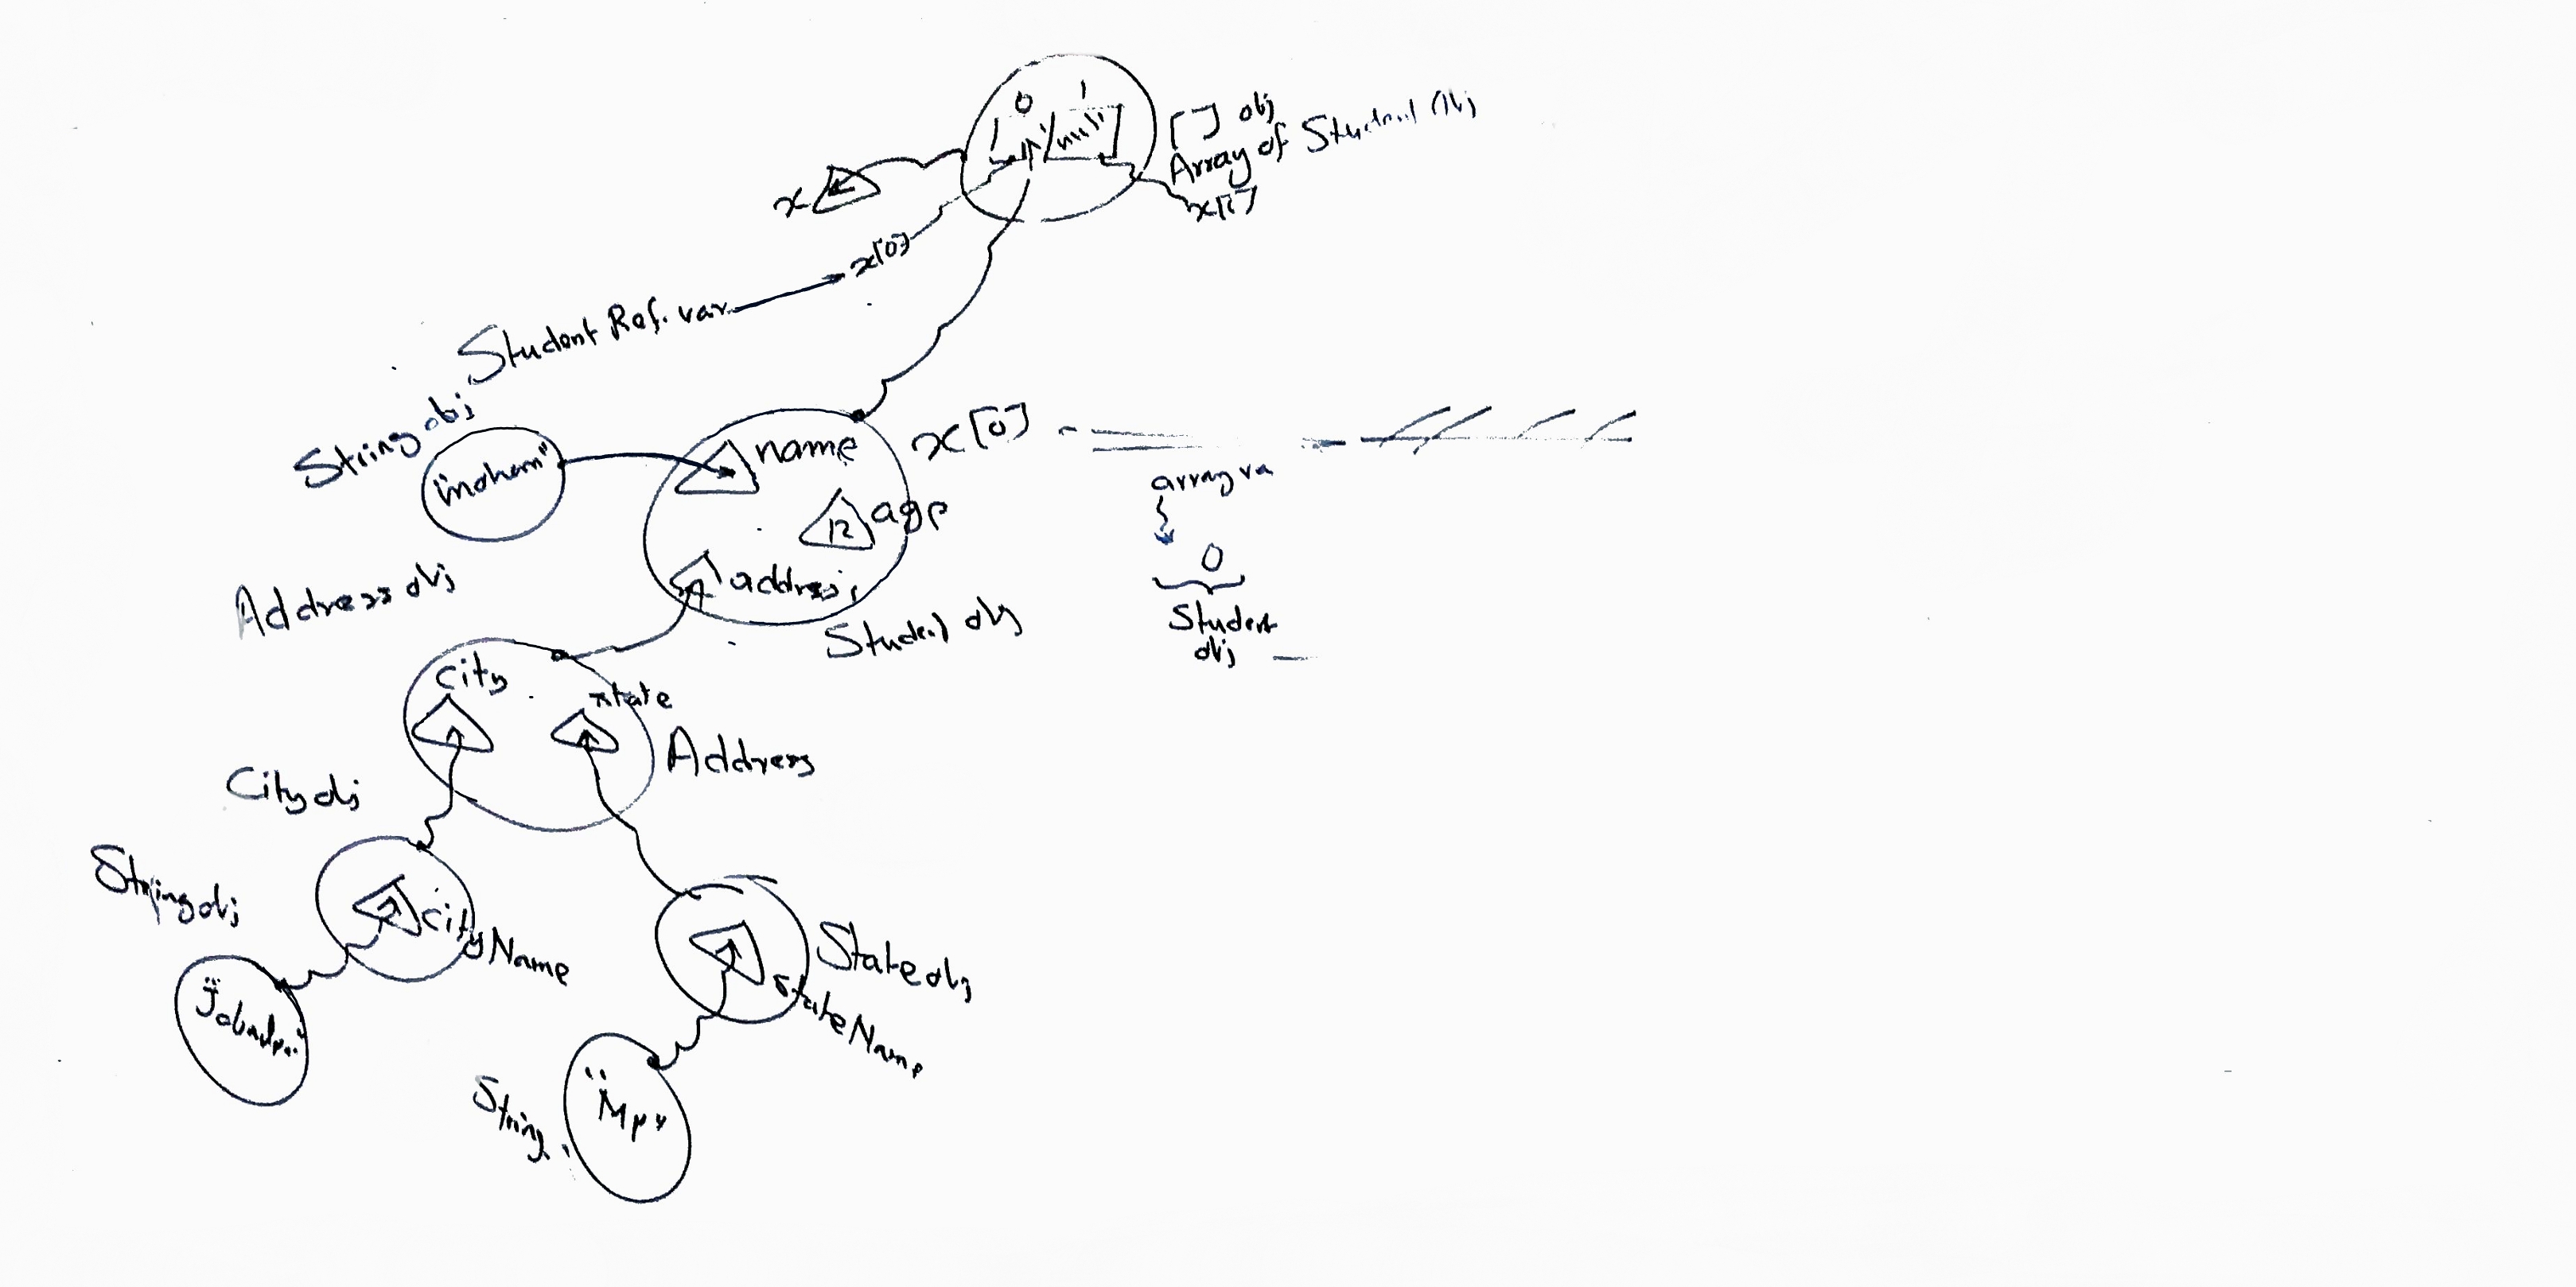 0 1
null
[ ] obj
Array of Student Obj
x
x[1]
x[0]
Student Ref. var
String obj
"mohan"
name
x[0]
12 age
array va
0
Student
obj
address
Student obj
Address obj
city
state
Address
City obj
String obj
cityName
State obj
stateName
String
"Mp"